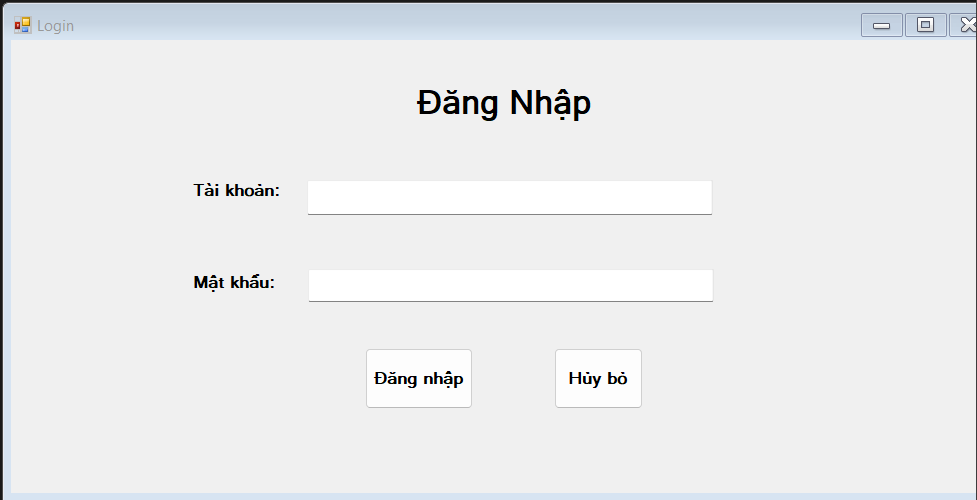 Login
Đăng Nhập
Tài khoản:
Mật khẩu:
Đăng nhập
Hủy bỏ